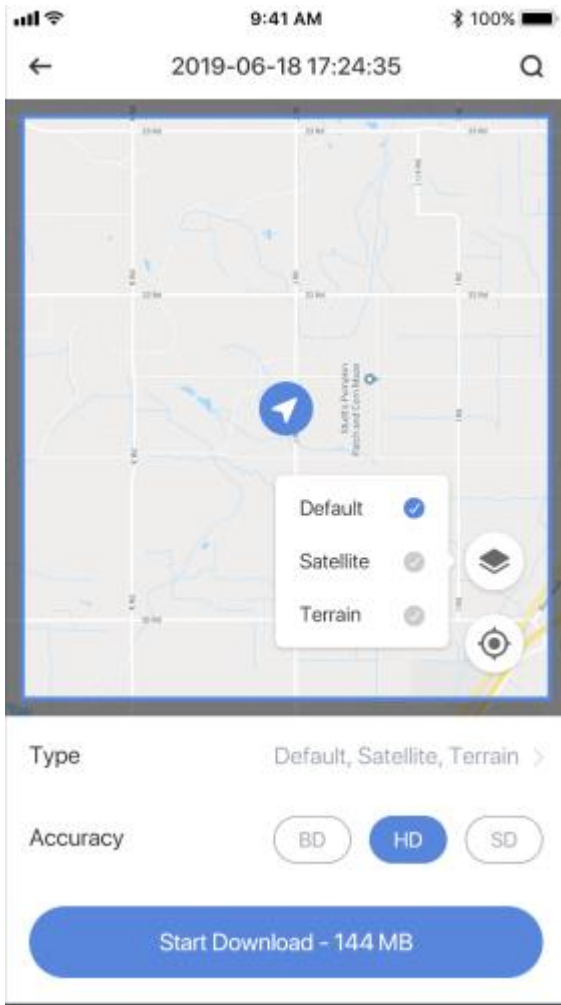 9:41 AM
100%
2019-06-18 17:24:35
Default
Satellite
Terrain
Type
Default, Satellite, Terrain
Accuracy
BD
HD
SD
Start Download - 144 MB